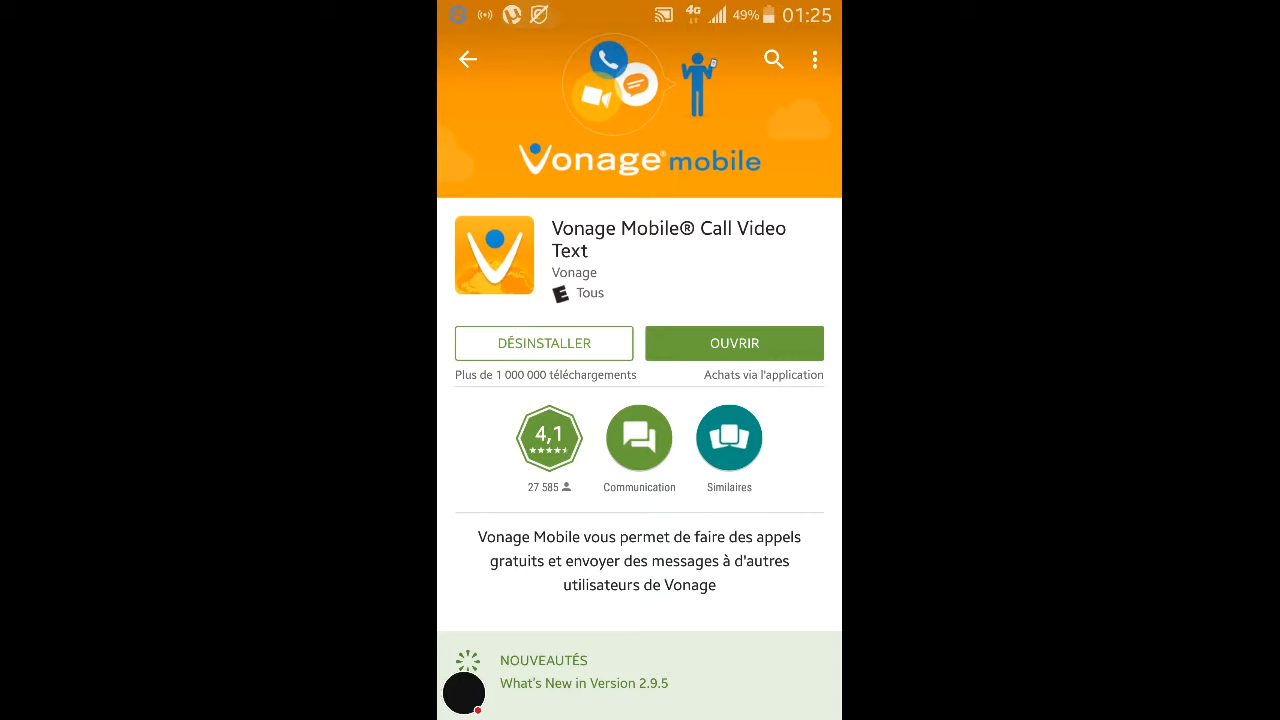 4G
49%
01:25
Vonage® mobile
Vonage Mobile® Call Video
Text
Vonage
E Tous
DÉSINSTALLER
OUVRIR
Plus de 1 000 000 téléchargements
Achats via l'application
4,1
27 585
Communication
Similaires
Vonage Mobile vous permet de faire des appels
gratuits et envoyer des messages à d'autres
utilisateurs de Vonage
NOUVEAUTÉS
What's New in Version 2.9.5